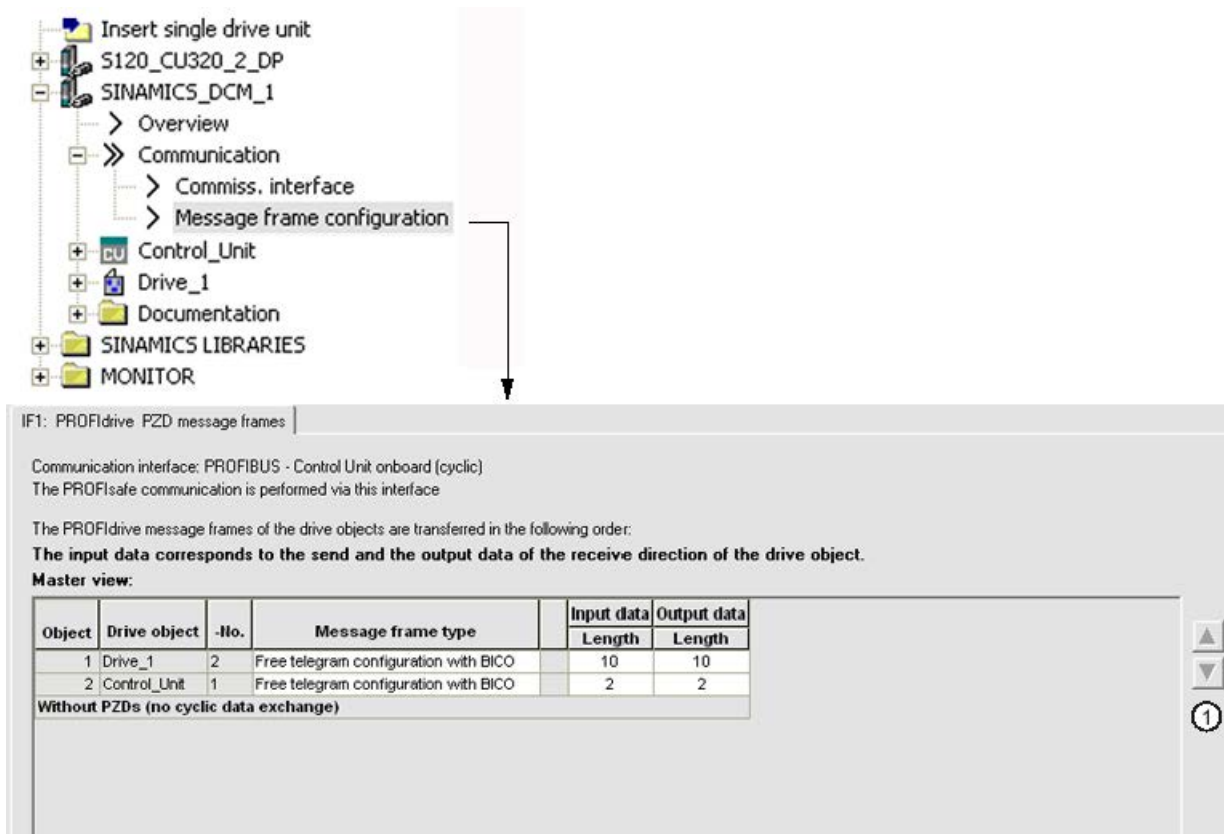 Insert single drive unit
S120_CU320_2_DP
SINAMICS_DCM_1
Overview
Communication
Commiss. interface
Message frame configuration
CU Control_Unit
Drive_1
Documentation
SINAMICS LIBRARIES
MONITOR
IF1: PROFIdrive PZD message frames
Communication interface: PROFIBUS - Control Unit onboard (cyclic)
The PROFIsafe communication is performed via this interface
The PROFIdrive message frames of the drive objects are transferred in the following order:
The input data corresponds to the send and the output data of the receive direction of the drive object.
Master view:
Object Drive object -No. Message frame type Input data Output data
Length Length
1 Drive_1 2 Free telegram configuration with BICO 10 10
2 Control_Unit 1 Free telegram configuration with BICO 2 2
Without PZDs (no cyclic data exchange)
1